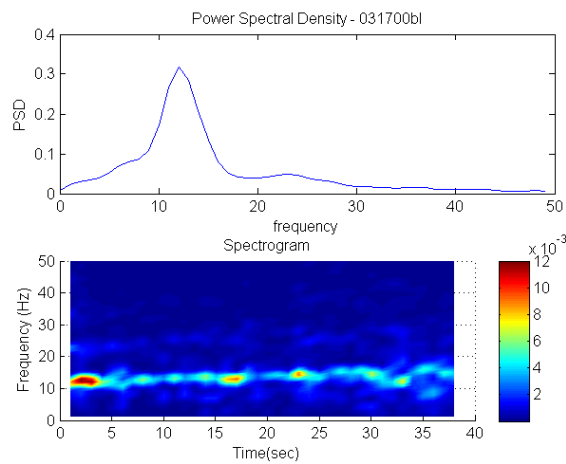 Power Spectral Density - 031700bl
0.4
0.3
0.2
0.1
0
PSD
0 10 20 30 40 50
frequency
Spectrogram
x 10-3
50
40
30
20
10
0
Frequency (Hz)
12
10
8
6
4
2
0 5 10 15 20 25 30 35 40
Time(sec)